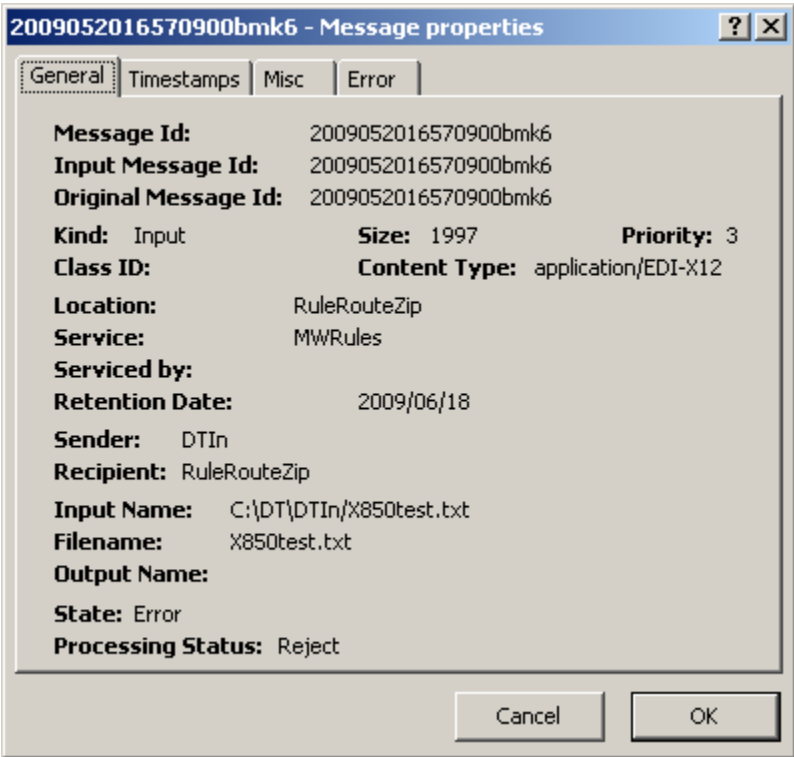 2009052016570900bmk6 - Message properties
General Timestamps Misc Error
Message Id: 2009052016570900bmk6
Input Message Id: 2009052016570900bmk6
Original Message Id: 2009052016570900bmk6
Kind: Input Size: 1997 Priority: 3
Class ID: Content Type: application/EDI-X12
Location: RuleRouteZip
Service: MWRules
Serviced by:
Retention Date: 2009/06/18
Sender: DTIn
Recipient: RuleRouteZip
Input Name: C:\DT\DTIn/X850test.txt
Filename: X850test.txt
Output Name:
State: Error
Processing Status: Reject
Cancel OK